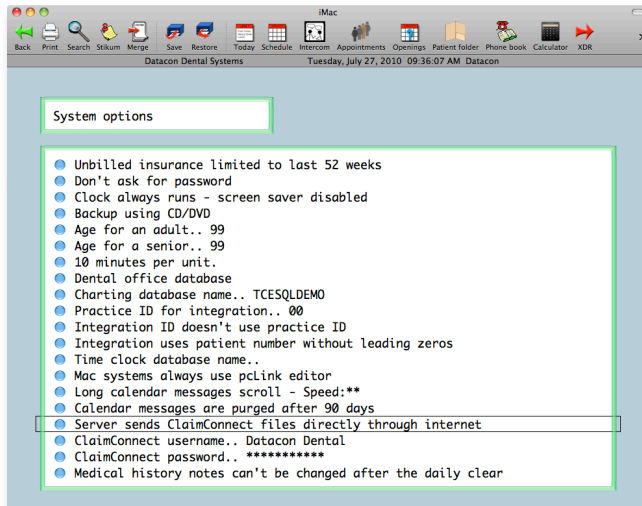 iMac
Back Print Search Stikum Merge Save Restore Today Schedule Intercom Appointments Openings Patient folder Phone book Calculator XDR
Datacon Dental Systems Tuesday, July 27, 2010 09:36:07 AM Datacon
System options
Unbilled insurance limited to last 52 weeks
Don't ask for password
Clock always runs - screen saver disabled
Backup using CD/DVD
Age for an adult.. 99
Age for a senior.. 99
10 minutes per unit.
Dental office database
Charting database name.. TCESQLDEMO
Practice ID for integration.. 00
Integration ID doesn't use practice ID
Integration uses patient number without leading zeros
Time clock database name..
Mac systems always use pcLink editor
Long calendar messages scroll - Speed:**
Calendar messages are purged after 90 days
Server sends ClaimConnect files directly through internet
ClaimConnect username.. Datacon Dental
ClaimConnect password.. ***********
Medical history notes can't be changed after the daily clear